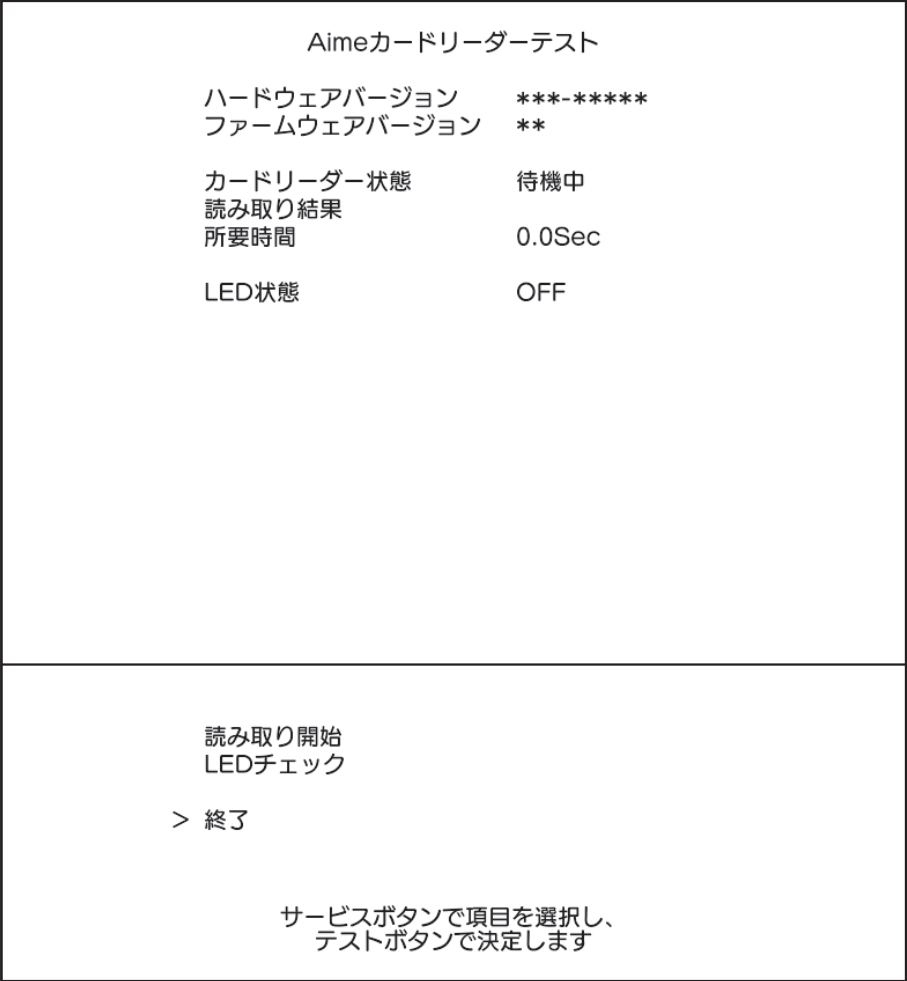 Aimeカードリーダーテスト
ハードウェアバージョン ***-*****
ファームウェアバージョン **
カードリーダー状態 待機中
読み取り結果
所要時間 0.0Sec
LED状態 OFF
読み取り開始
LEDチェック
> 終了
サービスボタンで項目を選択し、
テストボタンで決定します